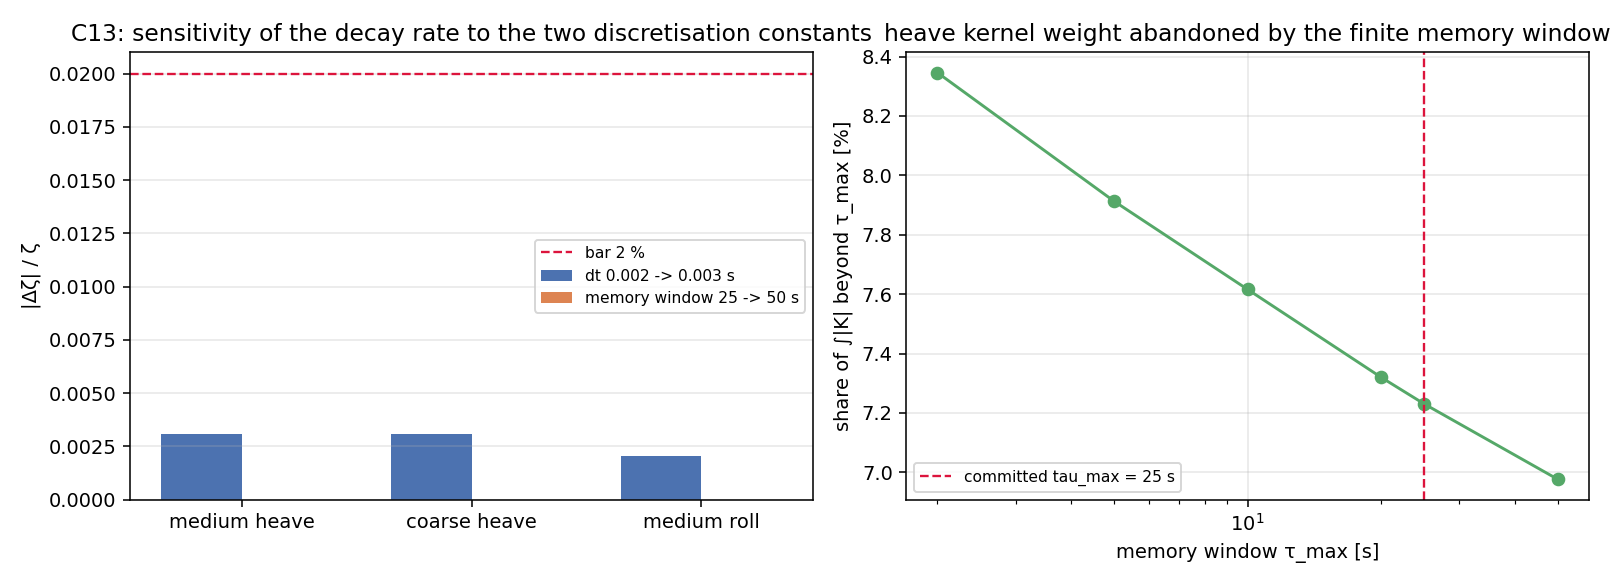 C13: sensitivity of the decay rate to the two discretisation constants
|Δζ| / ζ
0.0200
0.0175
0.0150
0.0125
0.0100
0.0075
0.0050
0.0025
0.0000
bar 2 %
dt 0.002 -> 0.003 s
memory window 25 -> 50 s
medium heave
coarse heave
medium roll
heave kernel weight abandoned by the finite memory window
share of ∫|K| beyond τ_max [%]
8.4
8.2
8.0
7.8
7.6
7.4
7.2
7.0
committed tau_max = 25 s
10¹
memory window τ_max [s]